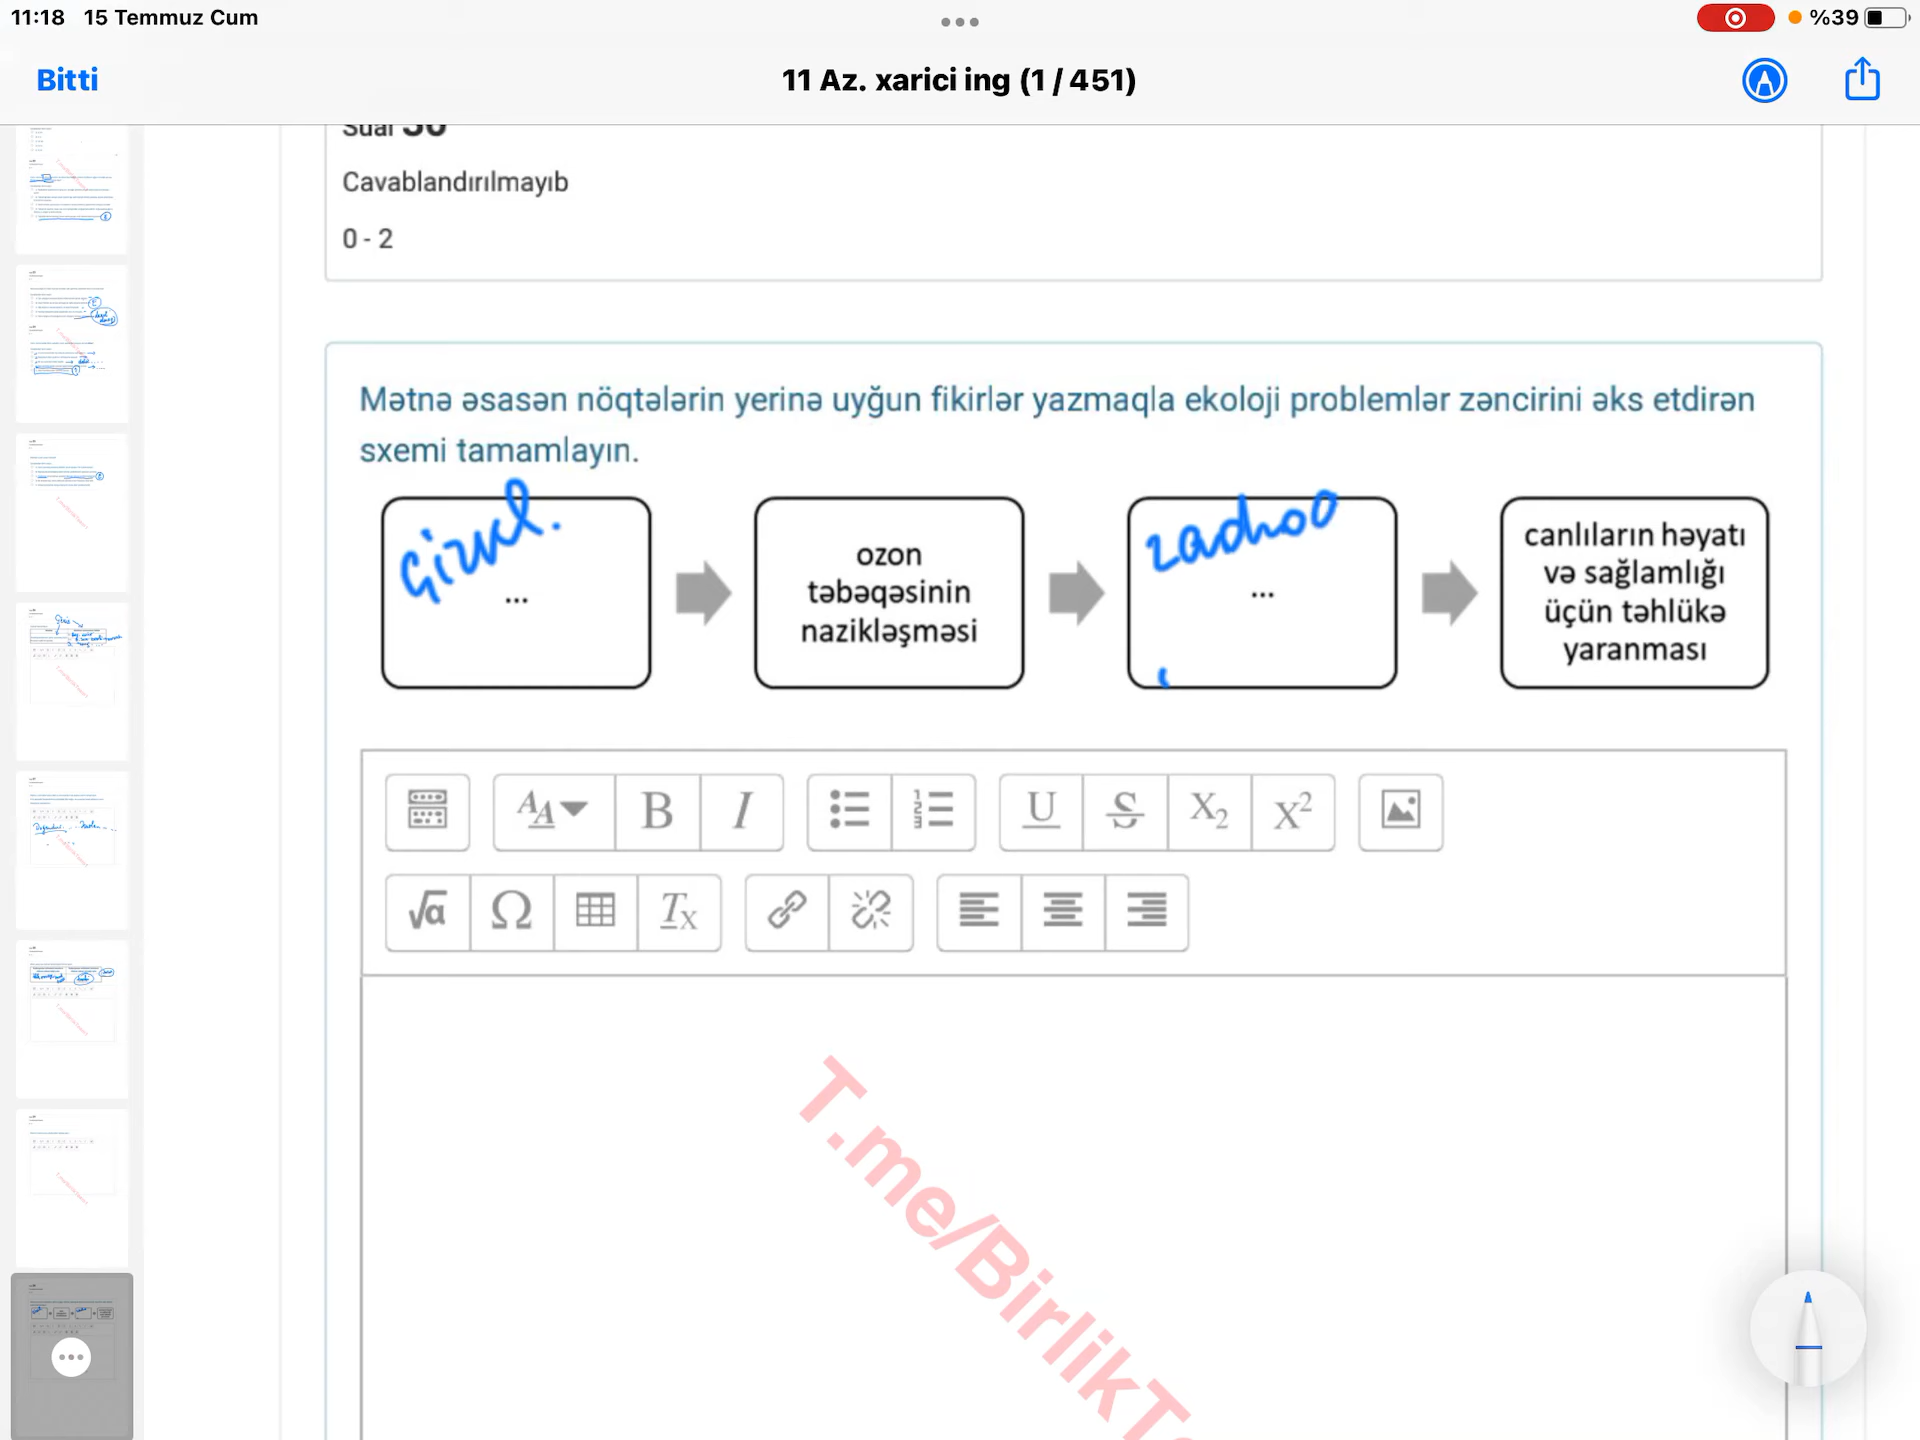 11:18 15 Temmuz Cum
%39
Bitti
11 Az. xarici ing (1 / 451)
Sual 30
Cavablandırılmayıb
0 - 2
Mətnə əsasən nöqtələrin yerinə uyğun fikirlər yazmaqla ekoloji problemlər zəncirini əks etdirən
sxemi tamamlayın.
...
ozon
təbəqəsinin
nazikləşməsi
...
canlıların həyatı
və sağlamlığı
üçün təhlükə
yaranması
T.me/BirlikT